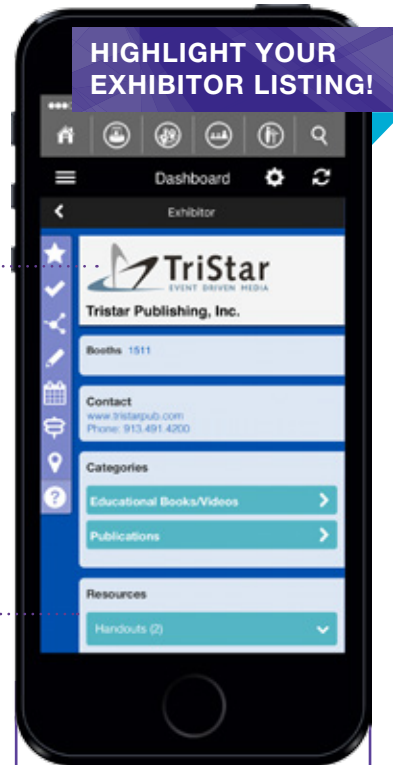 HIGHLIGHT YOUR
EXHIBITOR LISTING!
Dashboard
Exhibitor
TriStar
EVENT DRIVEN MEDIA
Tristar Publishing, Inc.
Booths 1511
Contact
www.tristarpub.com
Phone: 913.491.4200
Categories
Educational Books/Videos
Publications
Resources
Handouts (2)